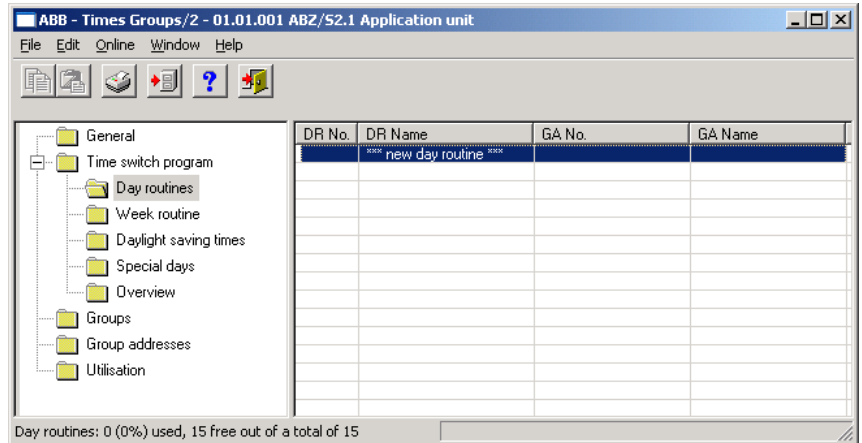 ABB - Times Groups/2 - 01.01.001 ABZ/S2.1 Application unit
File Edit Online Window Help
DR No. DR Name GA No. GA Name
*** new day routine ***
General
Time switch program
Day routines
Week routine
Daylight saving times
Special days
Overview
Groups
Group addresses
Utilisation
Day routines: 0 (0%) used, 15 free out of a total of 15